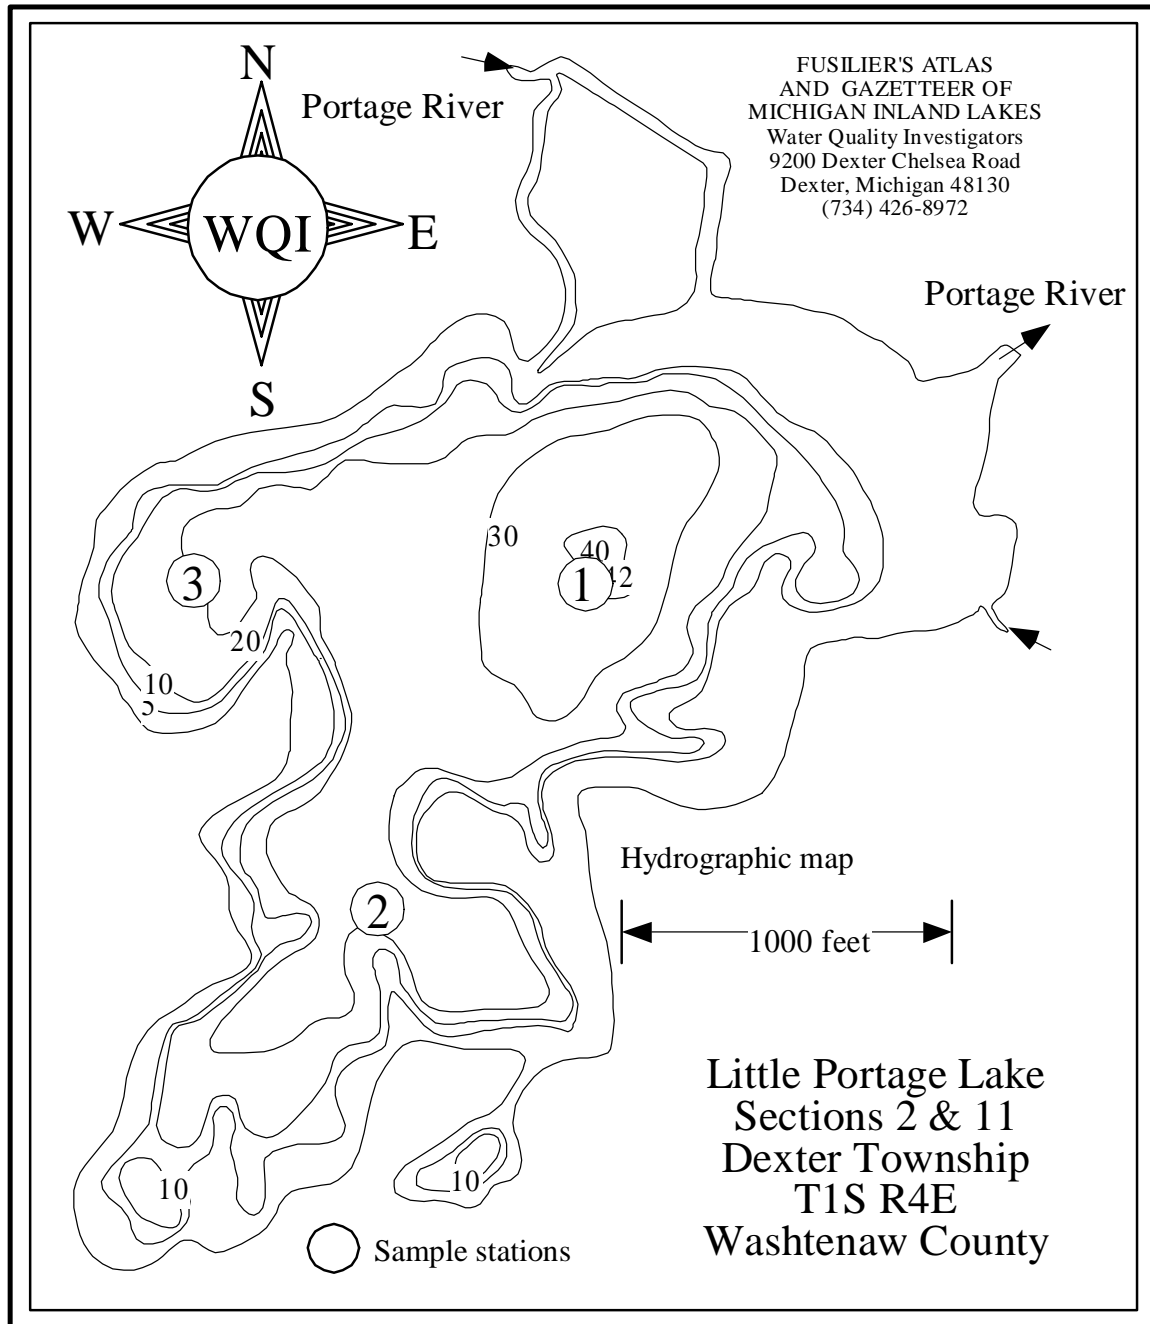 N
Portage River
FUSILIER'S ATLAS
AND GAZETTEER OF
MICHIGAN INLAND LAKES
Water Quality Investigators
9200 Dexter Chelsea Road
Dexter, Michigan 48130
(734) 426-8972
W
WQI
E
S
Portage River
30
40
42
1
3
20
10
5
2
Hydrographic map
1000 feet
10
10
Little Portage Lake
Sections 2 & 11
Dexter Township
T1S R4E
Washtenaw County
Sample stations